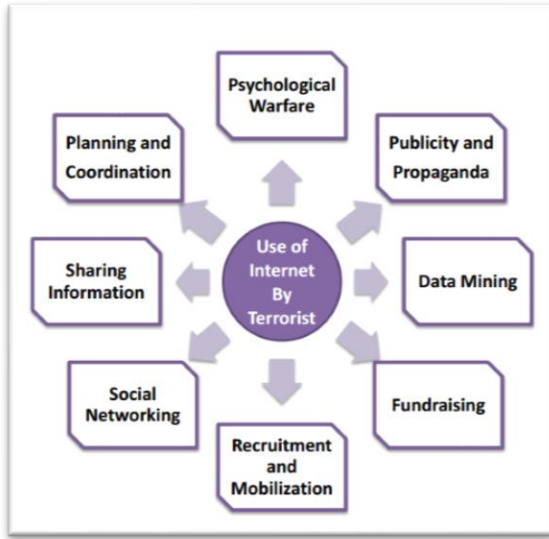 Psychological
Warfare
Publicity and
Propaganda
Data Mining
Fundraising
Recruitment
and
Mobilization
Social
Networking
Sharing
Information
Planning and
Coordination
Use of
Internet
By
Terrorist